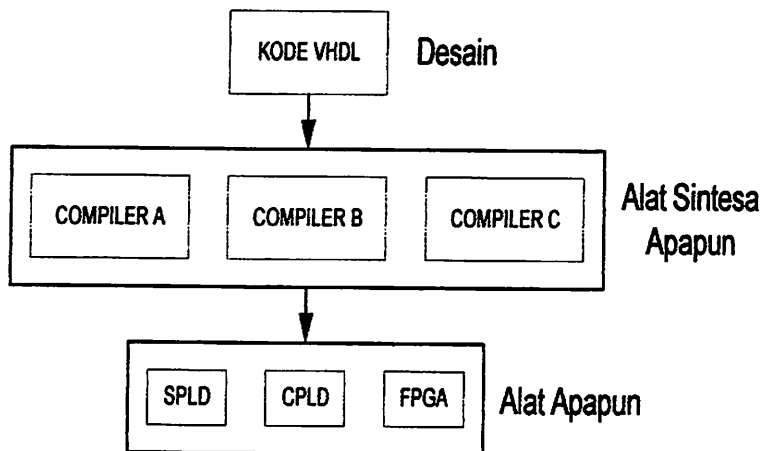 KODE VHDL
Desain
COMPILER A
COMPILER B
COMPILER C
Alat Sintesa
Apapun
SPLD
CPLD
FPGA
Alat Apapun